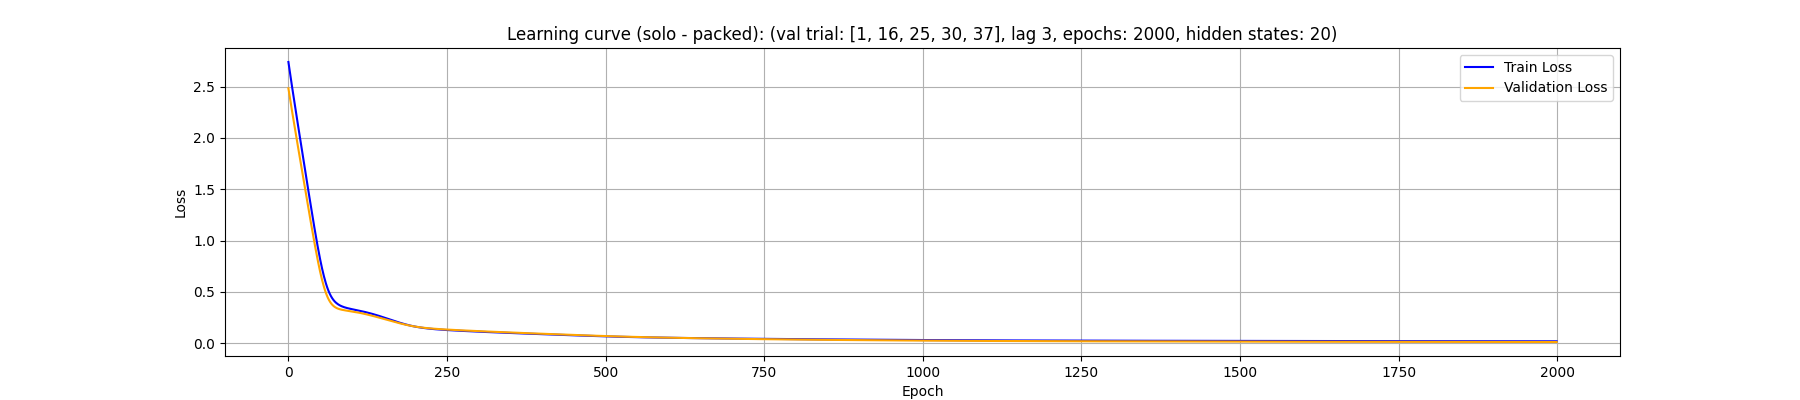 Learning curve (solo - packed): (val trial: [1, 16, 25, 30, 37], lag 3, epochs: 2000, hidden states: 20)
Train Loss
Validation Loss
Loss
2.5
2.0
1.5
1.0
0.5
0.0
0 250 500 750 1000 1250 1500 1750 2000
Epoch